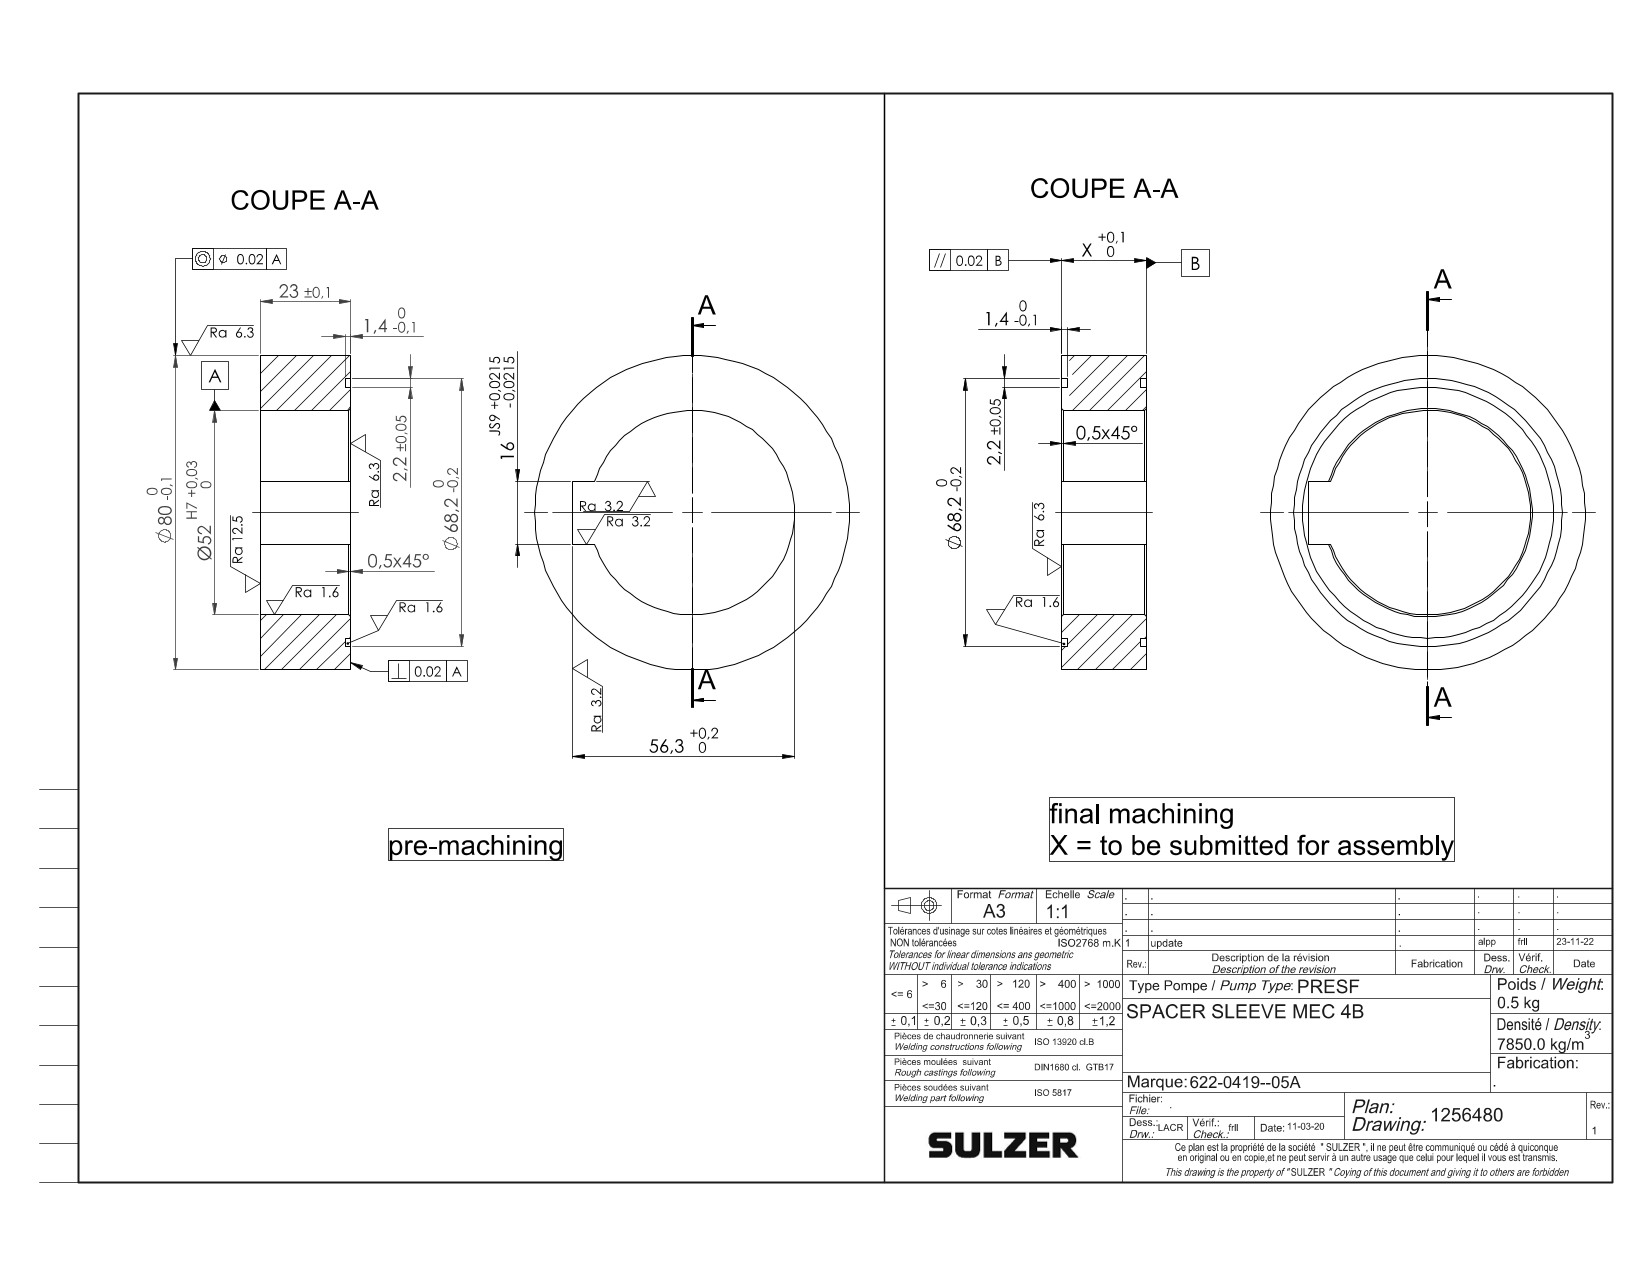 COUPE A-A
⌀ 0.02 A
23 ±0,1
0
1,4 -0,1
Ra 6.3
A
A
16 JS9 +0,0215
- 0,0215
2,2 ±0,05
Ø68,2 0
-0,2
Ø80 0
-0,1
Ø52 H7 +0,03
0
Ra 12.5
Ra 6.3
Ra 3.2
Ra 3.2
0,5x45°
Ra 1.6
Ra 1.6
⊥ 0.02 A
A
Ra 3.2
56,3 +0,2
0
pre-machining
COUPE A-A
// 0.02 B
X +0,1
0
B
A
0
1,4 -0,1
2,2 ±0,05
0,5x45°
Ø68,2 0
-0,2
Ra 6.3
Ra 1.6
A
final machining
X = to be submitted for assembly
Format Format
A3
Echelle Scale
1:1
Tolérances d'usinage sur cotes linéaires et géométriques
NON tolérancées ISO2768 m.K
Tolerances for linear dimensions ans geometric
WITHOUT individual tolerance indications
1 update . alpp frll 23-11-22
Rev.: Description de la révision Fabrication Dess. Vérif. Date
Description of the revision Drw. Check.
<= 6 > 6 > 30 > 120 > 400 > 1000
<=30 <=120 <= 400 <=1000 <=2000
± 0,1 ± 0,2 ± 0,3 ± 0,5 ± 0,8 ±1,2
Pièces de chaudronnerie suivant ISO 13920 cl.B
Welding constructions following
Pièces moulées suivant DIN1680 cl. GTB17
Rough castings following
Pièces soudées suivant ISO 5817
Welding part following
SULZER
Type Pompe / Pump Type: PRESF
SPACER SLEEVE MEC 4B
Poids / Weight:
0.5 kg
Densité / Density:
7850.0 kg/m3
Fabrication:
.
Marque: 622-0419--05A
Fichier:
File: .
Dess.: LACR Vérif.: frll Date: 11-03-20
Drw.: Check.:
Plan:
Drawing: 1256480
Rev.:
1
Ce plan est la propriété de la société " SULZER ", il ne peut être communiqué ou cédé à quiconque
en original ou en copie,et ne peut servir à un autre usage que celui pour lequel il vous est transmis.
This drawing is the property of "SULZER " Coying of this document and giving it to others are forbidden